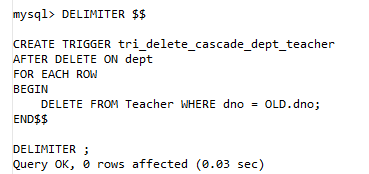 mysql> DELIMITER $$
CREATE TRIGGER tri_delete_cascade_dept_teacher
AFTER DELETE ON dept
FOR EACH ROW
BEGIN
    DELETE FROM Teacher WHERE dno = OLD.dno;
END$$
DELIMITER ;
Query OK, 0 rows affected (0.03 sec)